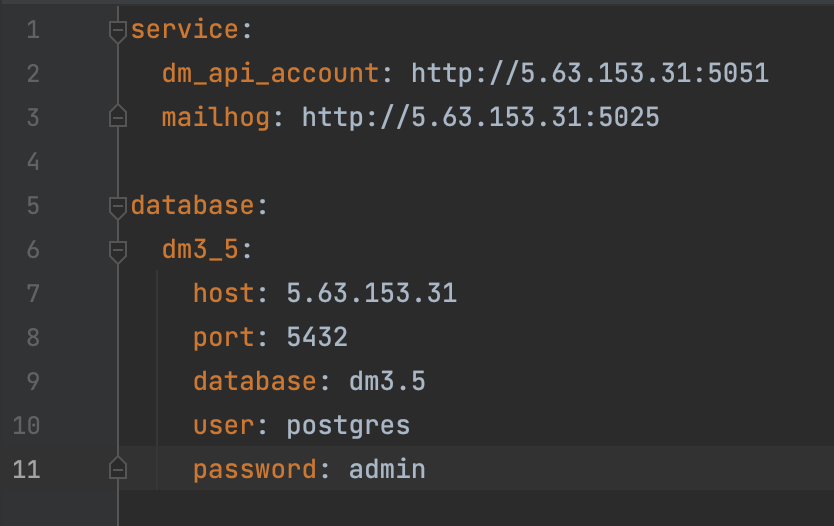 1 service:
2   dm_api_account: http://5.63.153.31:5051
3   mailhog: http://5.63.153.31:5025
4
5 database:
6   dm3_5:
7     host: 5.63.153.31
8     port: 5432
9     database: dm3.5
10     user: postgres
11     password: admin